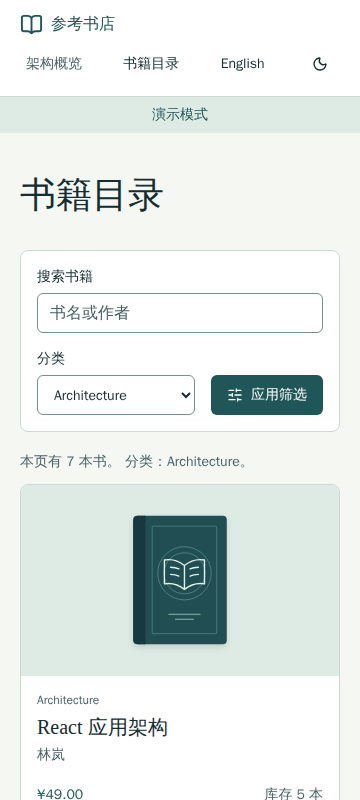 参考书店
架构概览 书籍目录 English
演示模式
书籍目录
搜索书籍
书名或作者
分类
Architecture 应用筛选
本页有 7 本书。 分类：Architecture。
Architecture
React 应用架构
林岚
¥49.00 库存 5 本